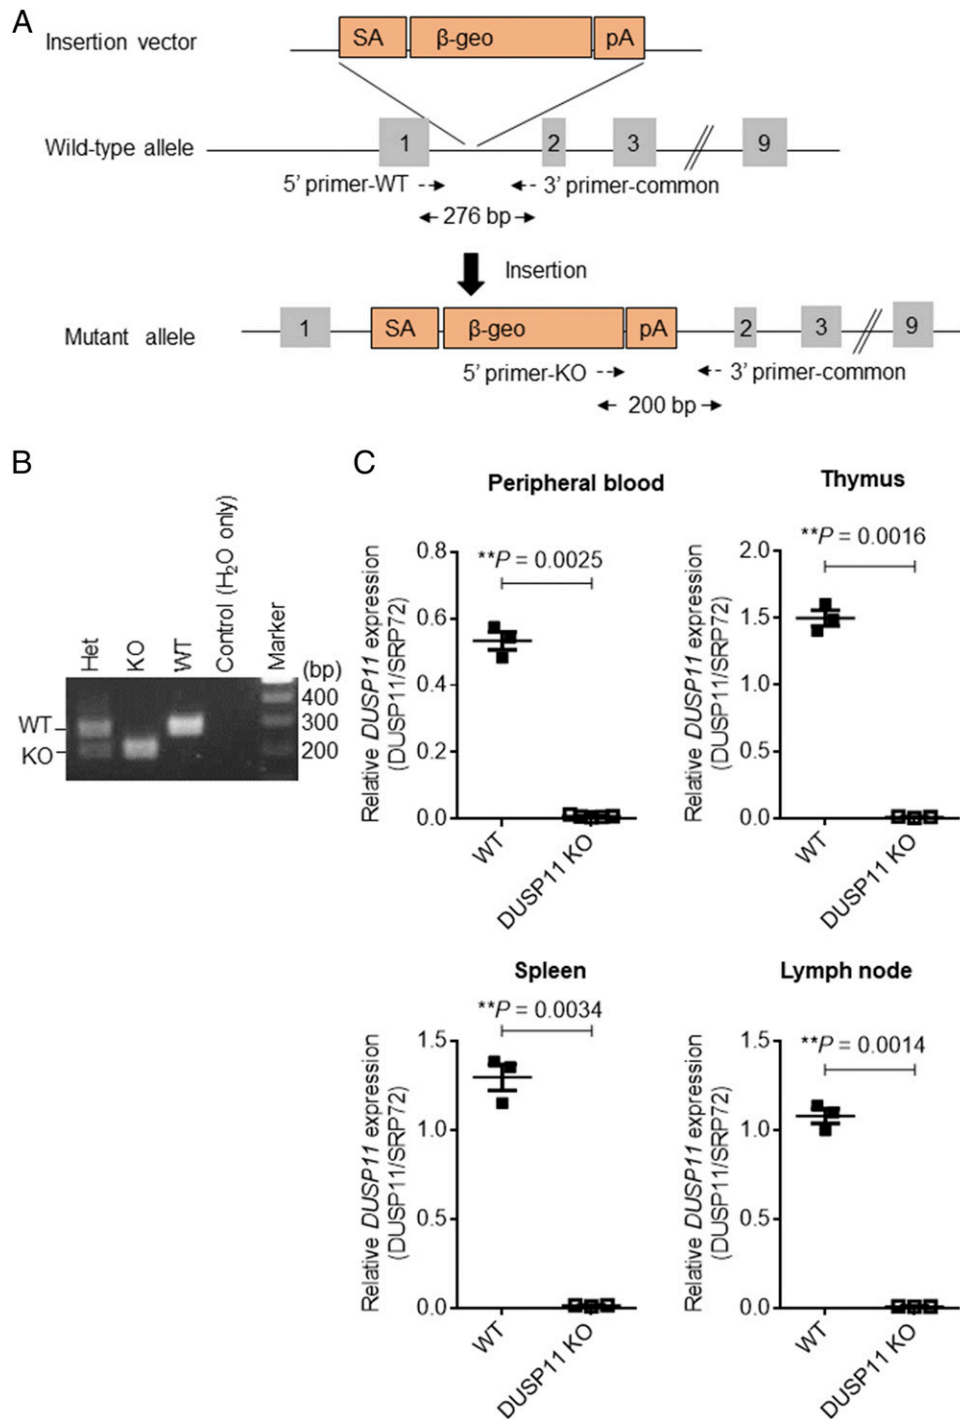 A
Insertion vector
SA
β-geo
pA
Wild-type allele
1
2
3
9
5’ primer-WT
3’ primer-common
276 bp
Insertion
Mutant allele
1
SA
β-geo
pA
2
3
9
5’ primer-KO
3’ primer-common
200 bp
B
Het
KO
WT
Control (H2O only)
Marker
(bp)
400
300
200
WT
KO
C
Peripheral blood
**P = 0.0025
Relative DUSP11 expression
(DUSP11/SRP72)
0.8
0.6
0.4
0.2
0.0
WT
DUSP11 KO
Thymus
**P = 0.0016
Relative DUSP11 expression
(DUSP11/SRP72)
2.0
1.5
1.0
0.5
0.0
WT
DUSP11 KO
Spleen
**P = 0.0034
Relative DUSP11 expression
(DUSP11/SRP72)
1.5
1.0
0.5
0.0
WT
DUSP11 KO
Lymph node
**P = 0.0014
Relative DUSP11 expression
(DUSP11/SRP72)
1.5
1.0
0.5
0.0
WT
DUSP11 KO